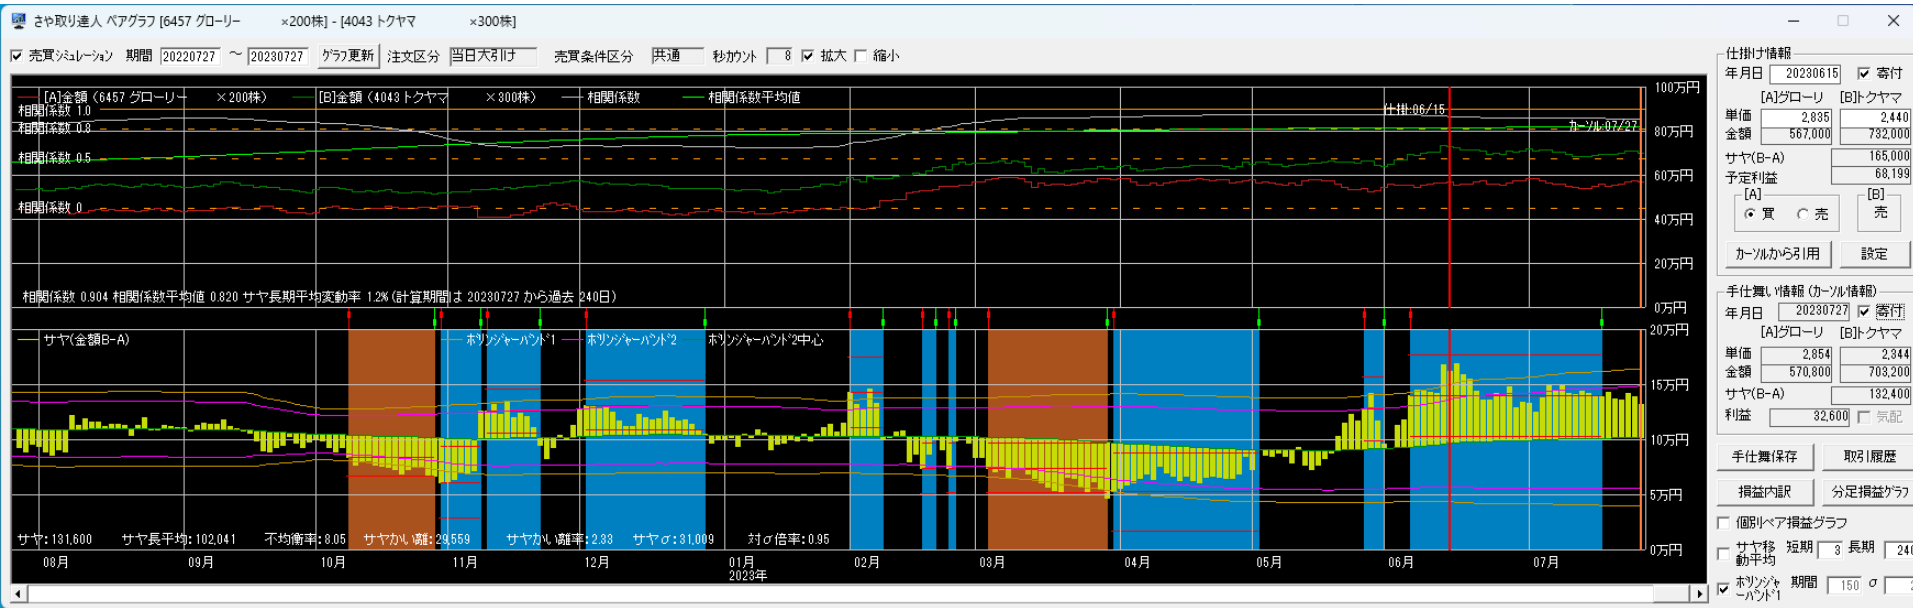 さや取り達人 ペアグラフ [6457 グローリー ×200株] - [4043 トクヤマ ×300株]
売買シミュレーション 期間 20220727 ～ 20230727 グラフ更新 注文区分 当日大引け 売買条件区分 共通 秒カウント 8 拡大 縮小
[A]金額（6457 グローリー ×200株） [B]金額（4043 トクヤマ ×300株） 相関係数 相関係数平均値
相関係数 1.0
相関係数 0.8
相関係数 0.5
相関係数 0
仕掛:06/15
カーソル:07/27
100万円
80万円
60万円
40万円
20万円
0万円
相関係数 0.904 相関係数平均値 0.820 サヤ長期平均変動率 1.2% (計算期間は 20230727 から過去 240日)
サヤ(金額B-A) ボリンジャーバンド1 ボリンジャーバンド2 ボリンジャーバンド2中心
20万円
15万円
10万円
5万円
0万円
サヤ:131,600 サヤ長平均:102,041 不均衡率:8.05 サヤかい離:29,559 サヤかい離率:2.33 サヤσ:31,009 対σ倍率:0.95
08月 09月 10月 11月 12月 01月 02月 03月 04月 05月 06月 07月
2023年
仕掛け情報
年月日 20230615 寄付
[A]グローリ [B]トクヤマ
単価 2,835 2,440
金額 567,000 732,000
サヤ(B-A) 165,000
予定利益 68,199
[A] [B]
買 売 売
カーソルから引用 設定
手仕舞い情報 (カーソル情報)
年月日 20230727 寄付
[A]グローリ [B]トクヤマ
単価 2,854 2,344
金額 570,800 703,200
サヤ(B-A) 132,400
利益 32,600 気配
手仕舞保存 取引履歴
損益内訳 分足損益グラフ
個別ペア損益グラフ
サヤ移動平均 短期 3 長期 240
ボリンジャーバンド1 期間 150 σ 2